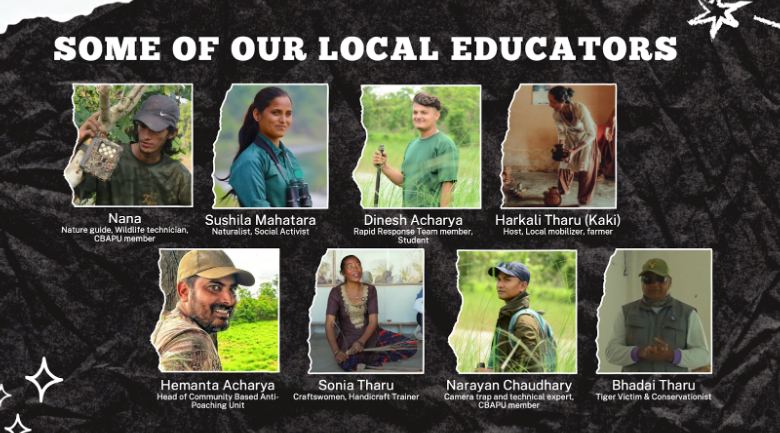 SOME OF OUR LOCAL EDUCATORS
Nana
Nature guide, Wildlife technician,
CBAPU member
Sushila Mahatara
Naturalist, Social Activist
Dinesh Acharya
Rapid Response Team member,
Student
Harkali Tharu (Kaki)
Host, Local mobilizer, farmer
Hemanta Acharya
Head of Community Based Anti-
Poaching Unit
Sonia Tharu
Craftswomen, Handicraft Trainer
Narayan Chaudhary
Camera trap and technical expert,
CBAPU member
Bhadai Tharu
Tiger Victim & Conservationist